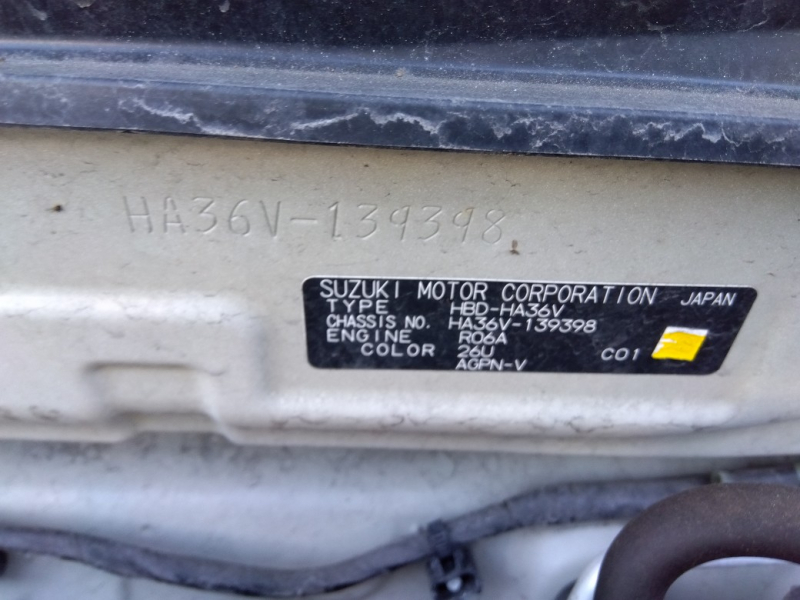 HA36V-139398
SUZUKI MOTOR CORPORATION JAPAN
TYPE HBD-HA36V
CHASSIS NO. HA36V-139398
ENGINE R06A
COLOR 26U C01
AGPN-V